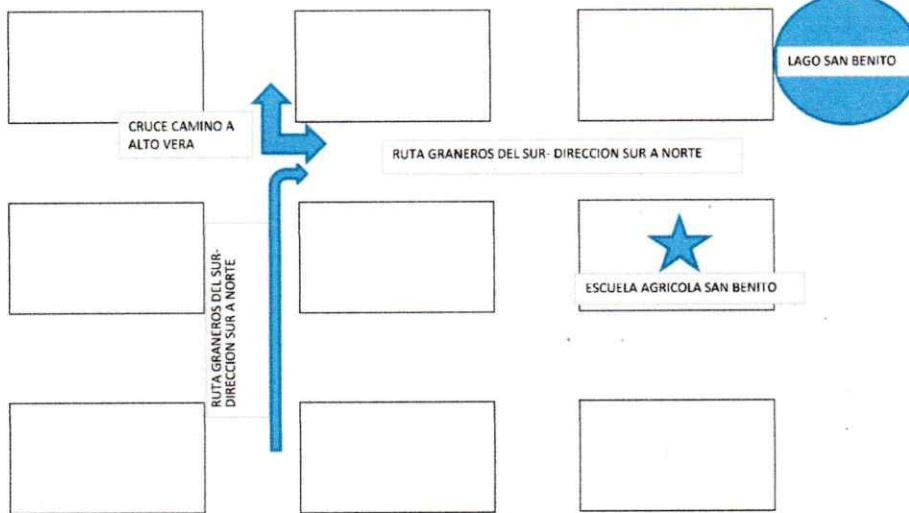 LAGO SAN BENITO
CRUCE CAMINO A
ALTO VERA
RUTA GRANEROS DEL SUR- DIRECCION SUR A NORTE
RUTA GRANEROS DEL SUR-
DIRECCION SUR A NORTE
ESCUELA AGRICOLA SAN BENITO